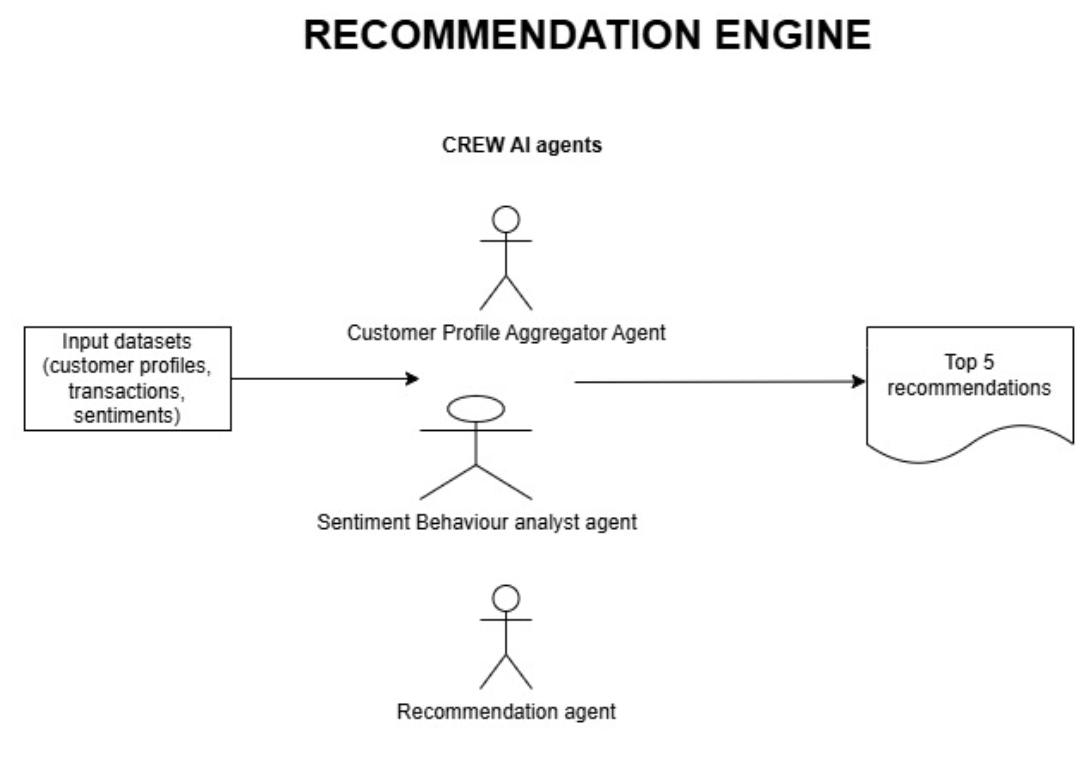 RECOMMENDATION ENGINE
CREW AI agents
Customer Profile Aggregator Agent
Input datasets
(customer profiles,
transactions,
sentiments)
Top 5
recommendations
Sentiment Behaviour analyst agent
Recommendation agent